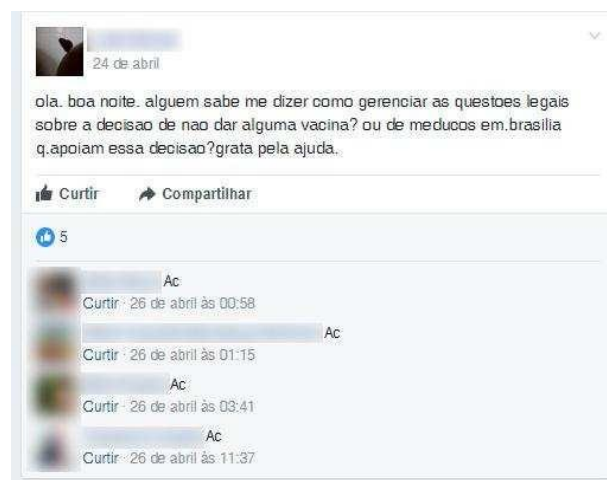 24 de abril
ola. boa noite. alguem sabe me dizer como gerenciar as questoes legais
sobre a decisao de nao dar alguma vacina? ou de meducos em.brasilia
q.apoiam essa decisao?grata pela ajuda.
Curtir Compartilhar
5
Ac
Curtir · 26 de abril às 00:58
Ac
Curtir · 26 de abril às 01:15
Ac
Curtir · 26 de abril às 03:41
Ac
Curtir · 26 de abril às 11:37